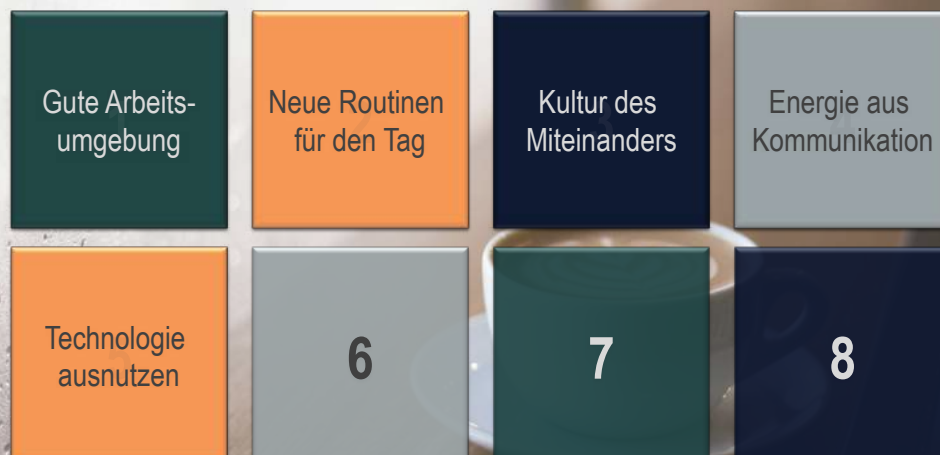 Gute Arbeits-
umgebung
Neue Routinen
für den Tag
Kultur des
Miteinanders
Energie aus
Kommunikation
Technologie
ausnutzen
6
7
8